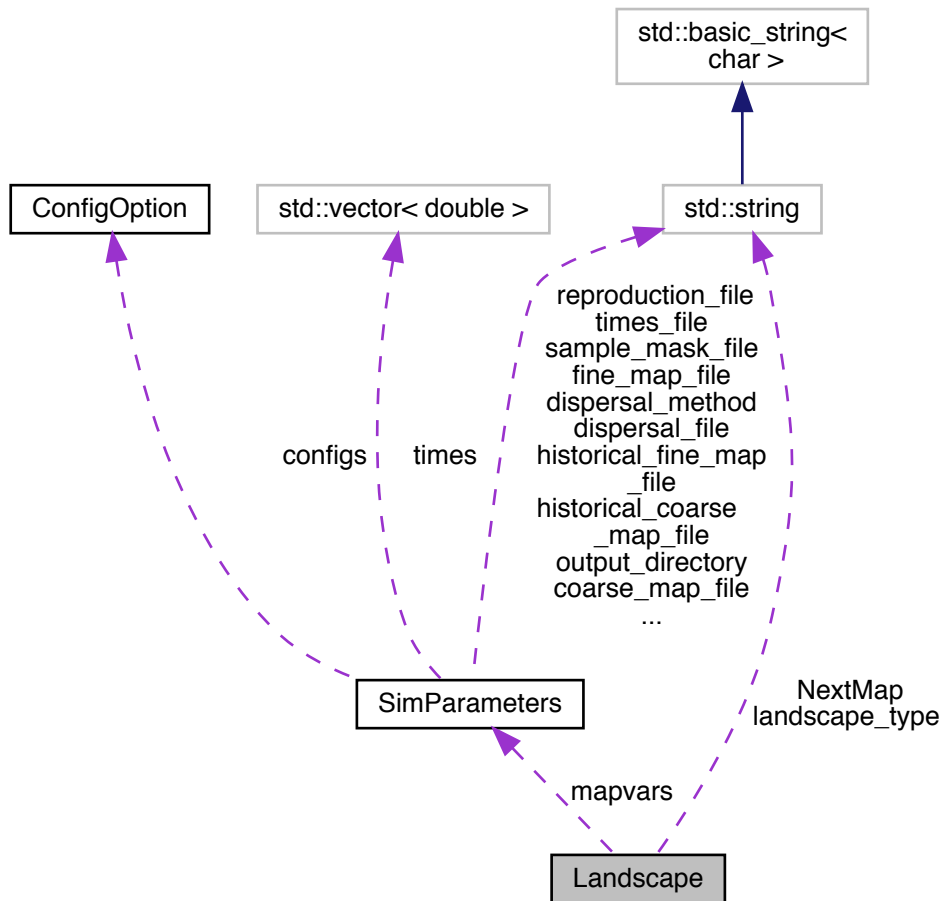 std::basic_string<
char >
ConfigOption
std::vector< double >
std::string
reproduction_file
times_file
sample_mask_file
fine_map_file
dispersal_method
dispersal_file
historical_fine_map
_file
historical_coarse
_map_file
output_directory
coarse_map_file
...
configs
times
SimParameters
NextMap
landscape_type
mapvars
Landscape